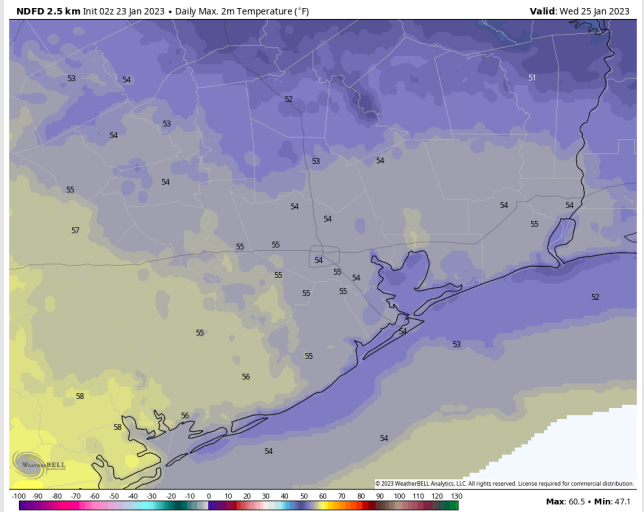 NDFD 2.5 km Init 02z 23 Jan 2023 • Daily Max. 2m Temperature (°F)
Valid: Wed 25 Jan 2023
53 54 51
52
53
54
53 54
54
55
54 54 54
54 55
57
55 55
54
55 55 54
55 55
52
54
55 53
55
56
58
56
58
54
54
WEATHERBELL
© 2023 WeatherBELL Analytics, LLC. All rights reserved. License required for commercial distribution.
-100 -90 -80 -70 -60 -50 -40 -30 -20 -10 0 10 20 30 40 50 60 70 80 90 100 110 120 130
Max: 60.5 • Min: 47.1